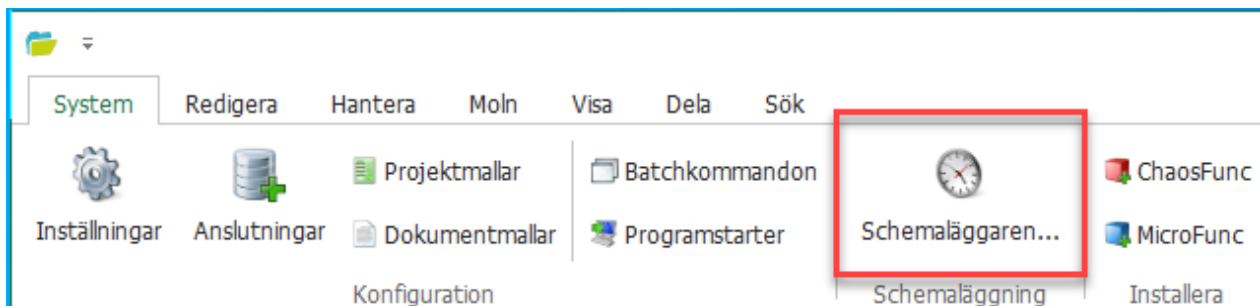 System Redigera Hantera Moln Visa Dela Sök
Projektmallar Batchkommandon ChaosFunc
Inställningar Anslutningar Dokumentmallar Programstarter Schemaläggaren... MicroFunc
Konfiguration Schemaläggning Installera